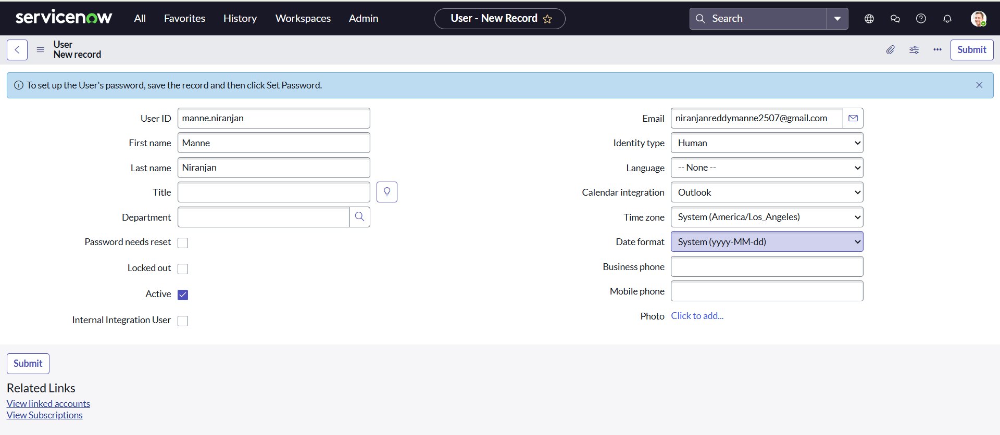 servicenow All Favorites History Workspaces Admin User - New Record Search
User
New record
Submit
To set up the User's password, save the record and then click Set Password.
User ID manne.niranjan
First name Manne
Last name Niranjan
Title
Department
Password needs reset
Locked out
Active
Internal Integration User
Email niranjanreddymanne2507@gmail.com
Identity type Human
Language -- None --
Calendar integration Outlook
Time zone System (America/Los_Angeles)
Date format System (yyyy-MM-dd)
Business phone
Mobile phone
Photo Click to add...
Submit
Related Links
View linked accounts
View Subscriptions